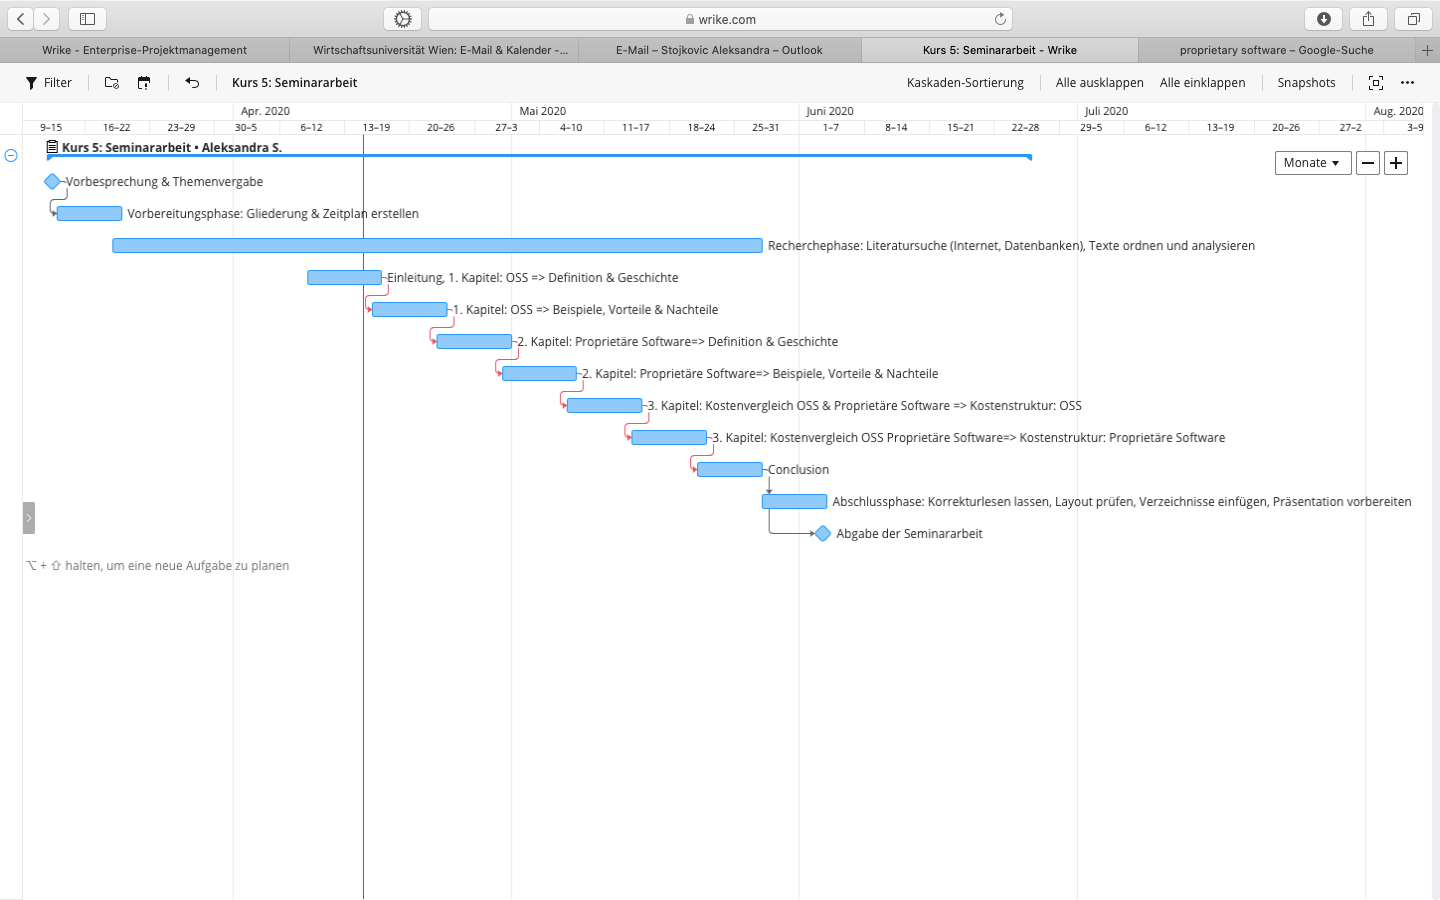 wrike.com
Wrike - Enterprise-Projektmanagement
Wirtschaftsuniversität Wien: E-Mail & Kalender -...
E-Mail – Stojkovic Aleksandra – Outlook
Kurs 5: Seminararbeit - Wrike
proprietary software – Google-Suche
Filter
Kurs 5: Seminararbeit
Kaskaden-Sortierung
Alle ausklappen
Alle einklappen
Snapshots
Apr. 2020
Mai 2020
Juni 2020
Juli 2020
Aug. 2020
9–15 16–22 23–29 30–5 6–12 13–19 20–26 27–3 4–10 11–17 18–24 25–31 1–7 8–14 15–21 22–28 29–5 6–12 13–19 20–26 27–2 3–9
Kurs 5: Seminararbeit • Aleksandra S.
Monate
Vorbesprechung & Themenvergabe
Vorbereitungsphase: Gliederung & Zeitplan erstellen
Recherchephase: Literatursuche (Internet, Datenbanken), Texte ordnen und analysieren
Einleitung, 1. Kapitel: OSS => Definition & Geschichte
1. Kapitel: OSS => Beispiele, Vorteile & Nachteile
2. Kapitel: Proprietäre Software=> Definition & Geschichte
2. Kapitel: Proprietäre Software=> Beispiele, Vorteile & Nachteile
3. Kapitel: Kostenvergleich OSS & Proprietäre Software => Kostenstruktur: OSS
3. Kapitel: Kostenvergleich OSS Proprietäre Software=> Kostenstruktur: Proprietäre Software
Conclusion
Abschlussphase: Korrekturlesen lassen, Layout prüfen, Verzeichnisse einfügen, Präsentation vorbereiten
Abgabe der Seminararbeit
⌥ + ⇧ halten, um eine neue Aufgabe zu planen